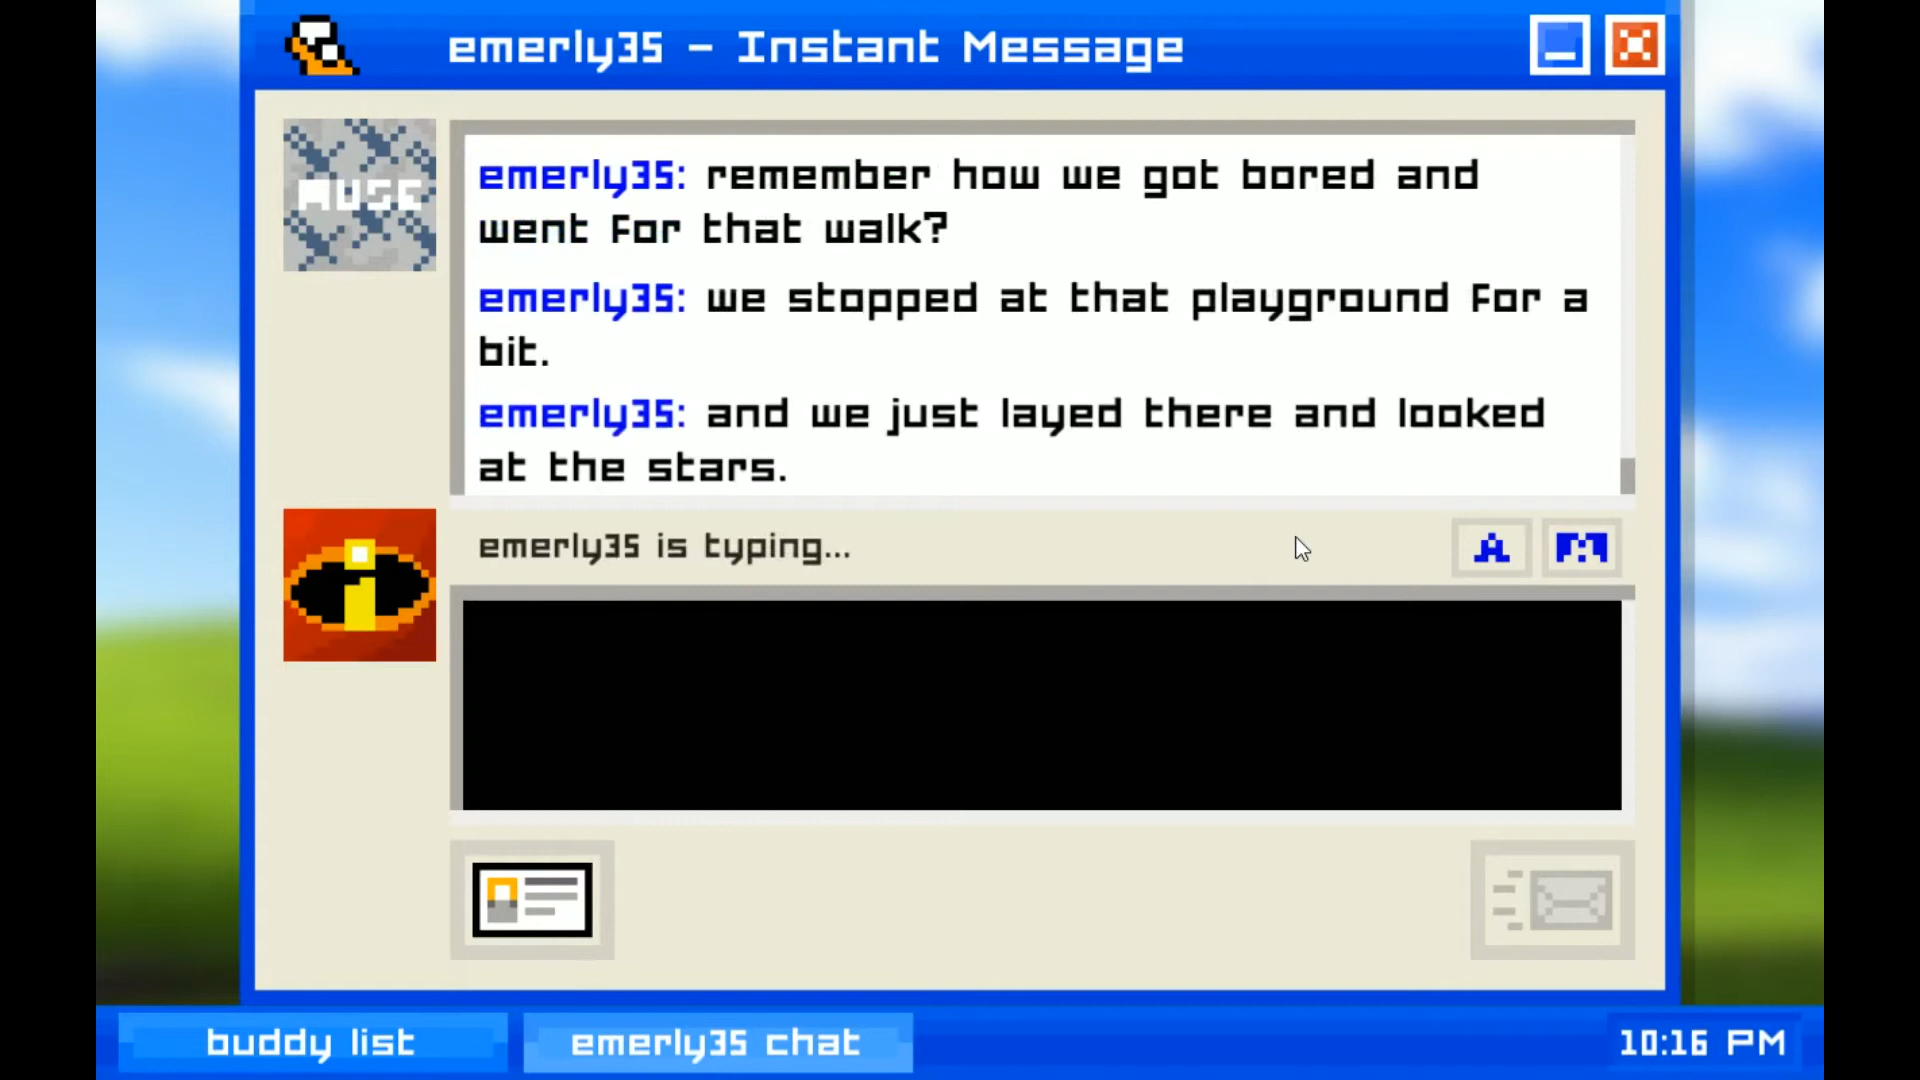 emerly35 - Instant Message
MUSE
emerly35: remember how we got bored and
went for that walk?
emerly35: we stopped at that playground for a
bit.
emerly35: and we just layed there and looked
at the stars.
emerly35 is typing...
A
buddy list
emerly35 chat
10:16 PM